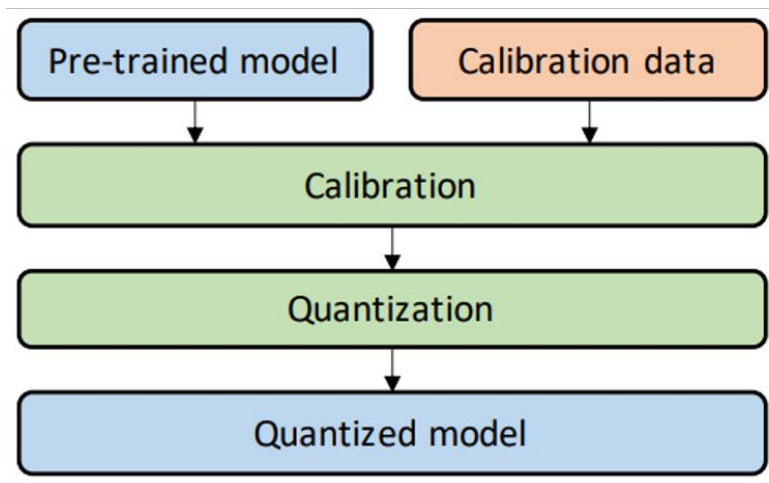 Pre-trained model
Calibration data
Calibration
Quantization
Quantized model